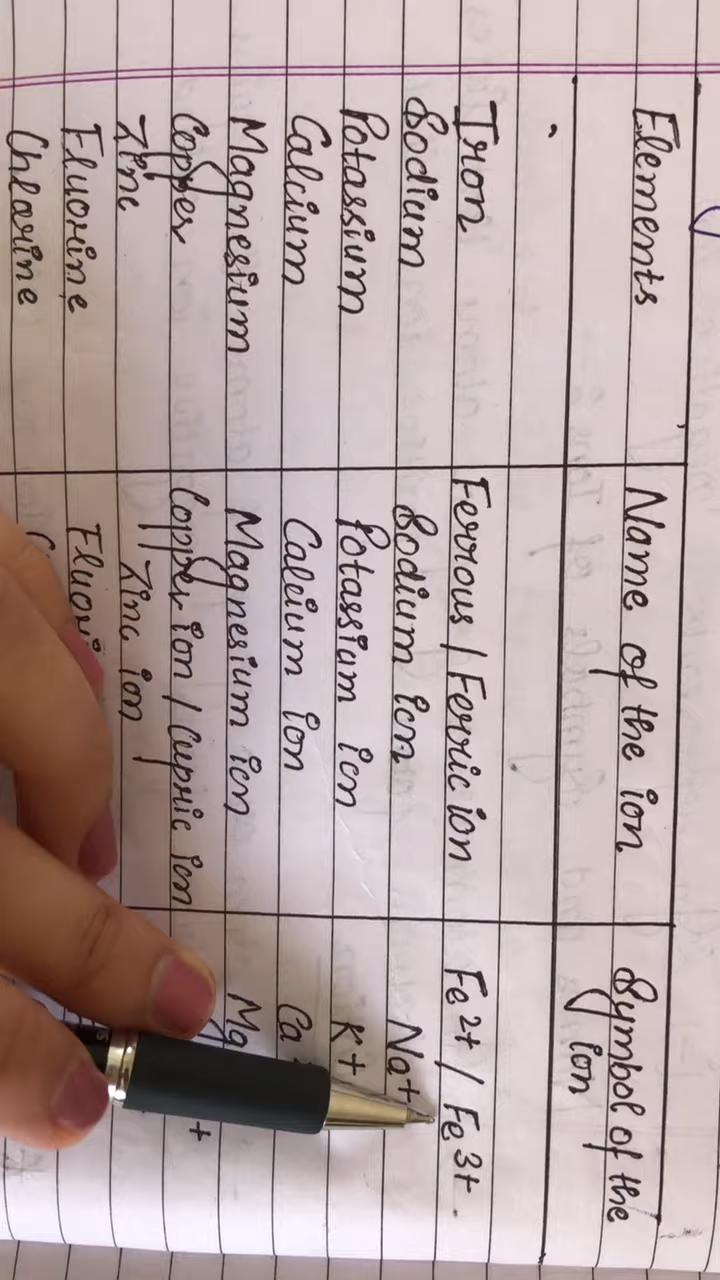 Elements Name of the ion Symbol of the
ion
Iron Ferrous / Ferric ion Fe2+ / Fe3+.
Sodium Sodium ion Na+
Potassium Potassium ion K+
Calcium Calcium ion Ca
Magnesium Magnesium ion Mg
Copper Copper ion / Cupric ion +
Zinc Zinc ion
Fluorine
Chlorine